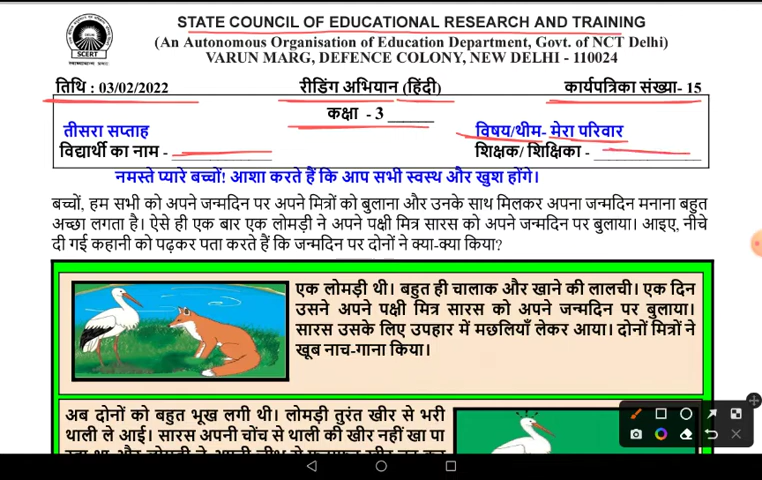 STATE COUNCIL OF EDUCATIONAL RESEARCH AND TRAINING
(An Autonomous Organisation of Education Department, Govt. of NCT Delhi)
VARUN MARG, DEFENCE COLONY, NEW DELHI - 110024
SCERT
तिथि : 03/02/2022 रीडिंग अभियान (हिंदी) कार्यपत्रिका संख्या- 15
कक्षा - 3 ______
तीसरा सप्ताह विषय/थीम- मेरा परिवार
विद्यार्थी का नाम - ______________ शिक्षक/ शिक्षिका - ______________
नमस्ते प्यारे बच्चों! आशा करते हैं कि आप सभी स्वस्थ और खुश होंगे।
बच्चों, हम सभी को अपने जन्मदिन पर अपने मित्रों को बुलाना और उनके साथ मिलकर अपना जन्मदिन मनाना बहुत
अच्छा लगता है। ऐसे ही एक बार एक लोमड़ी ने अपने पक्षी मित्र सारस को अपने जन्मदिन पर बुलाया। आइए, नीचे
दी गई कहानी को पढ़कर पता करते हैं कि जन्मदिन पर दोनों ने क्या-क्या किया?
एक लोमड़ी थी। बहुत ही चालाक और खाने की लालची। एक दिन
उसने अपने पक्षी मित्र सारस को अपने जन्मदिन पर बुलाया।
सारस उसके लिए उपहार में मछलियाँ लेकर आया। दोनों मित्रों ने
खूब नाच-गाना किया।
अब दोनों को बहुत भूख लगी थी। लोमड़ी तुरंत खीर से भरी
थाली ले आई। सारस अपनी चोंच से थाली की खीर नहीं खा पा